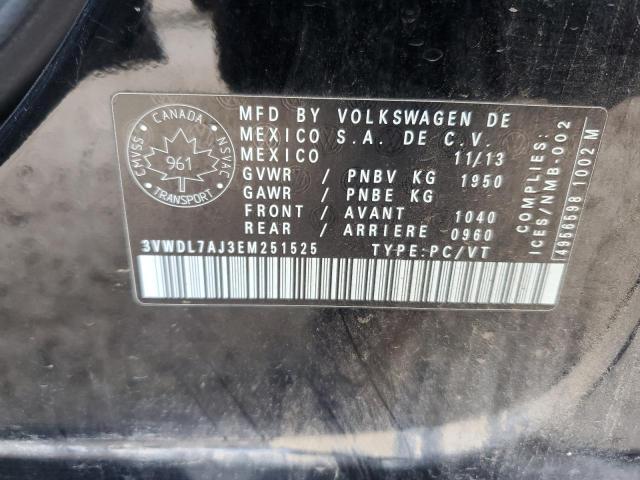 CANADA
CMVSS
NSVAC
961
TRANSPORT
MFD BY VOLKSWAGEN DE
MEXICO S.A. DE C.V.
MEXICO 11/13
GVWR / PNBV KG 1950
GAWR / PNBE KG
FRONT / AVANT 1040
REAR / ARRIERE 0960
3VWDL7AJ3EM251525 TYPE:PC/VT
COMPLIES:
ICES/NMB-002
4966598 1002 M